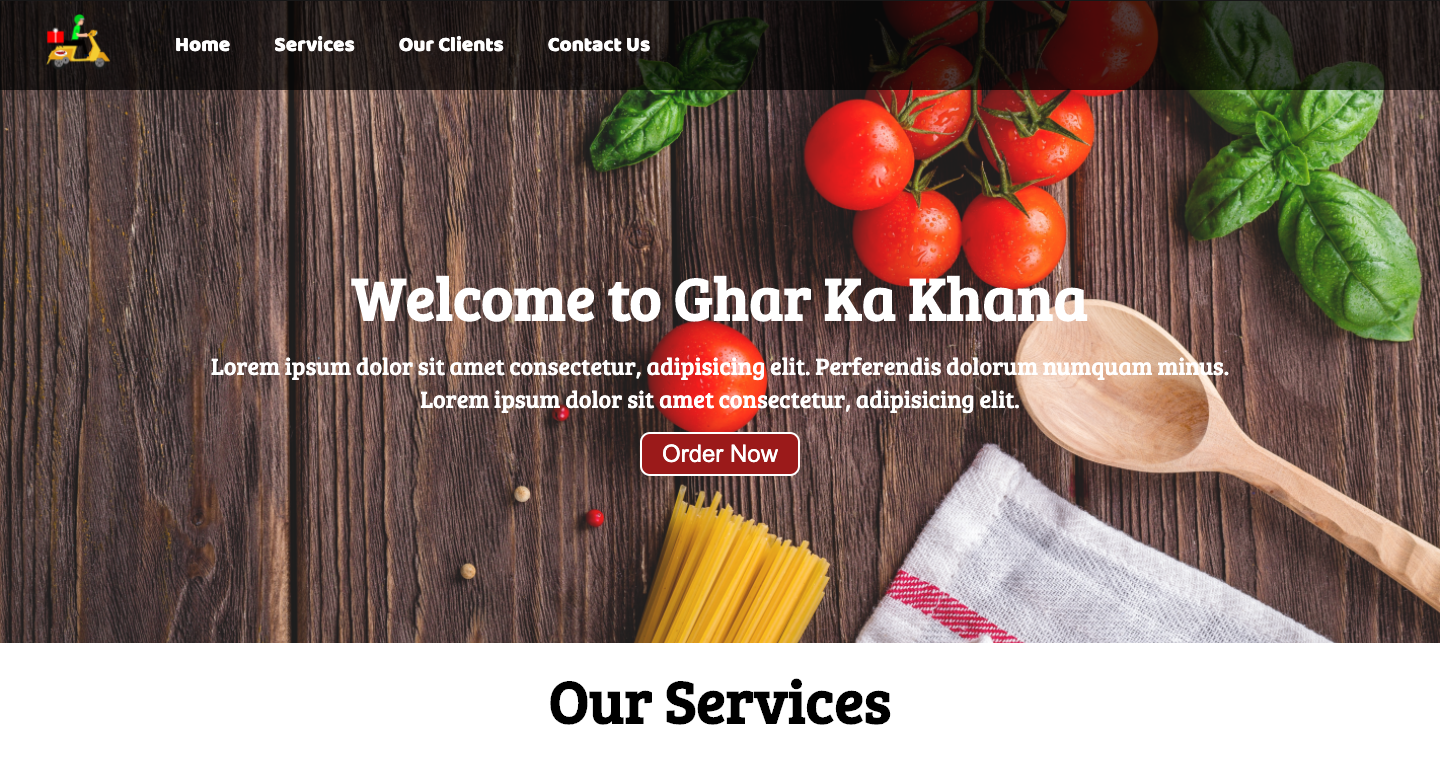 Home Services Our Clients Contact Us
Welcome to Ghar Ka Khana
Lorem ipsum dolor sit amet consectetur, adipisicing elit. Perferendis dolorum numquam minus.
Lorem ipsum dolor sit amet consectetur, adipisicing elit.
Order Now
Our Services